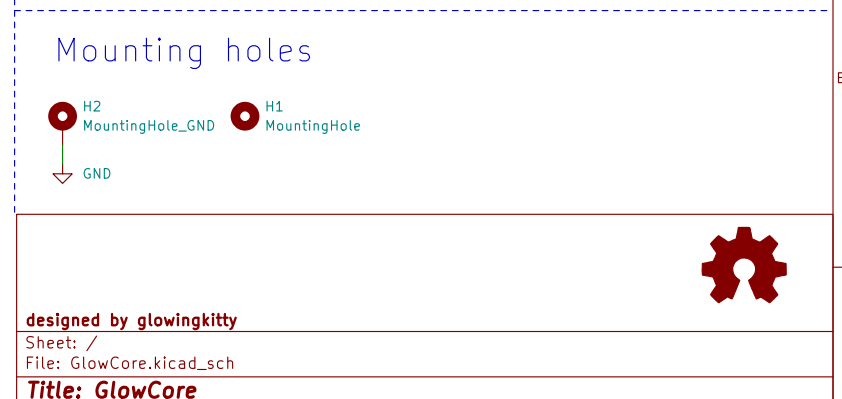 Mounting holes
H2
MountingHole_GND
H1
MountingHole
GND
designed by glowingkitty
Sheet: /
File: GlowCore.kicad_sch
Title: GlowCore